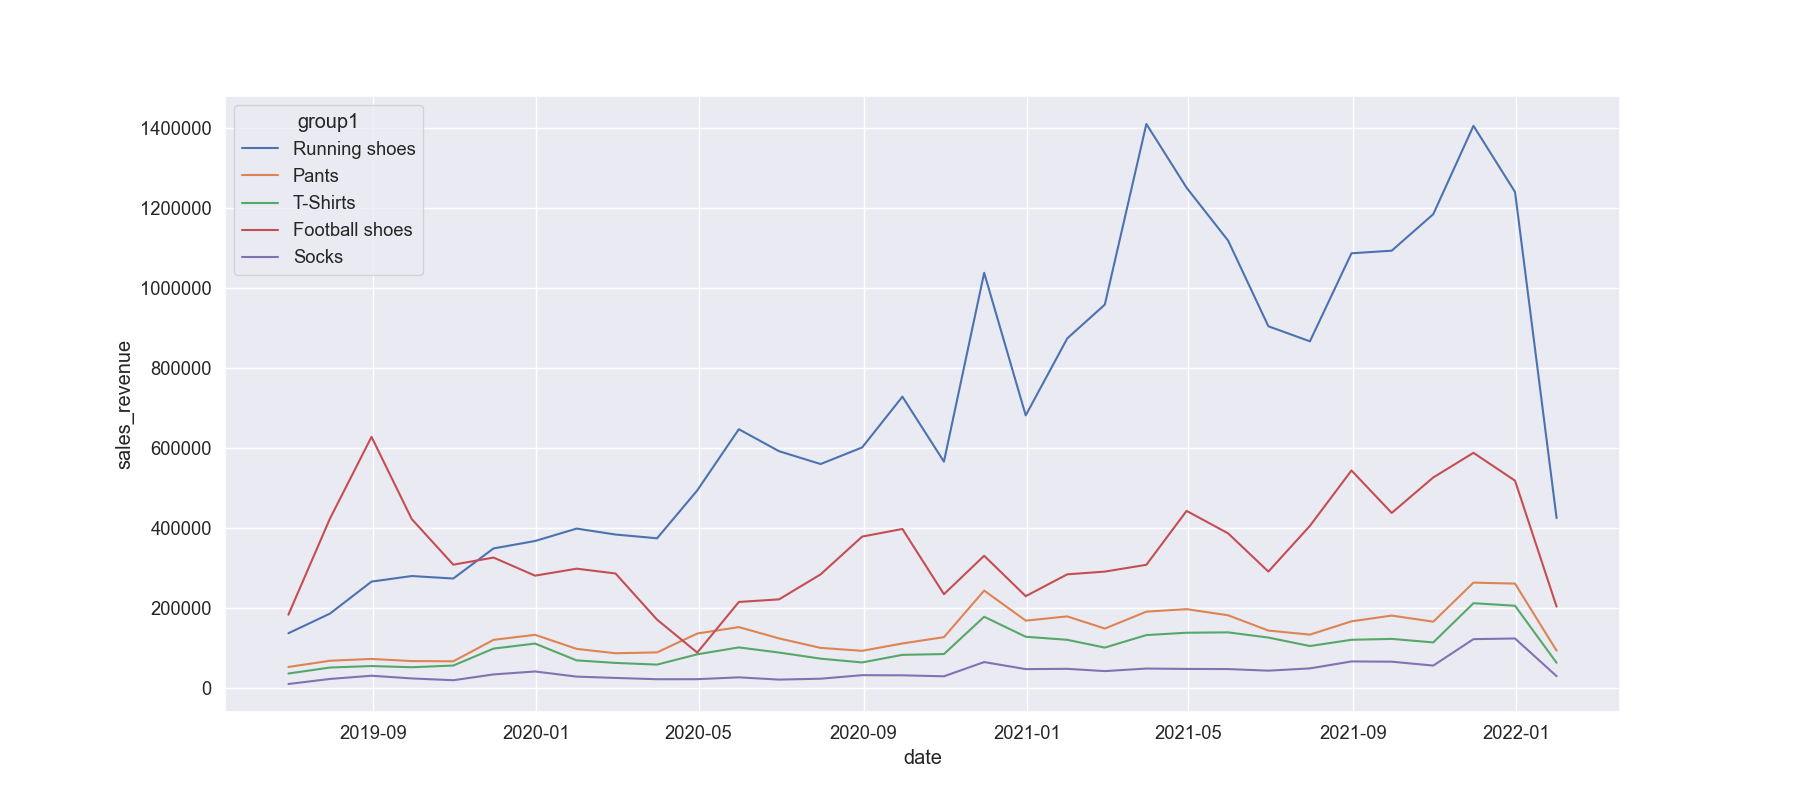 group1
Running shoes
Pants
T-Shirts
Football shoes
Socks
sales_revenue
1400000
1200000
1000000
800000
600000
400000
200000
0
2019-09 2020-01 2020-05 2020-09 2021-01 2021-05 2021-09 2022-01
date